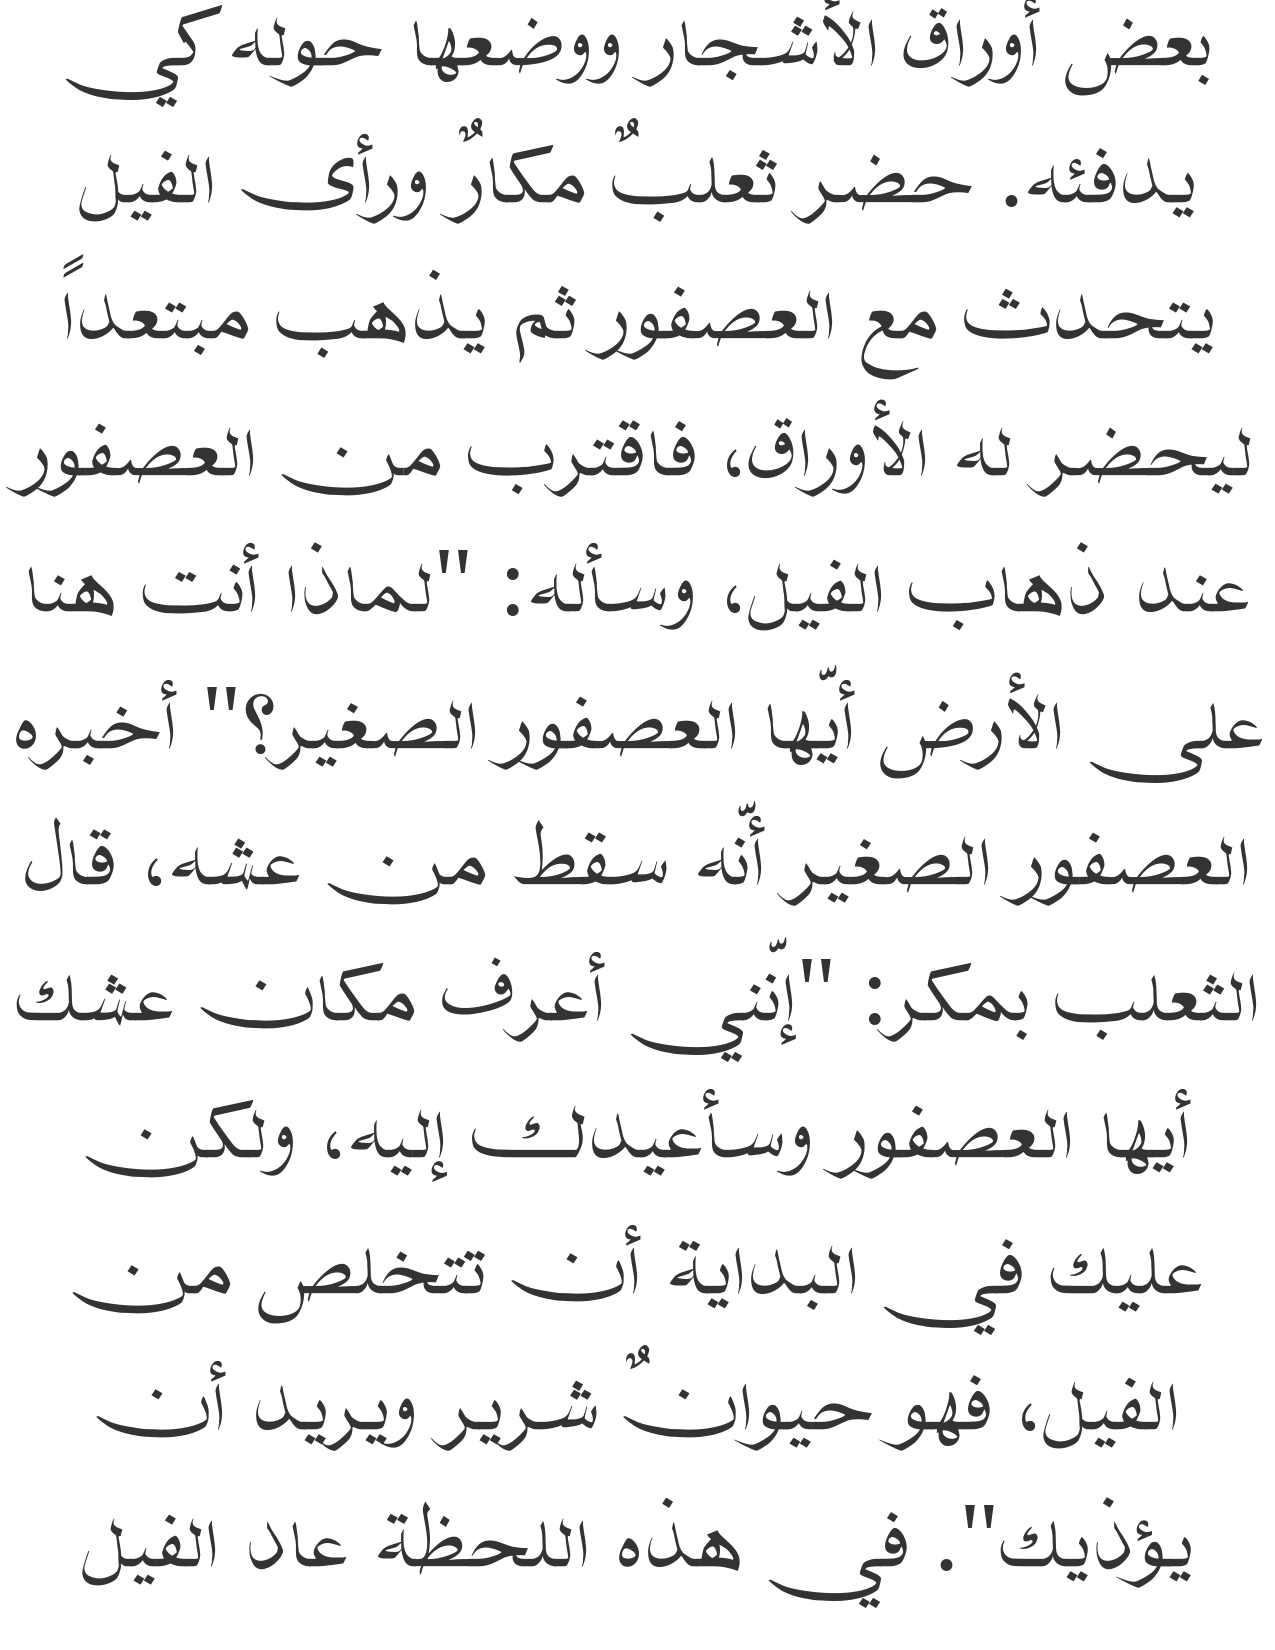 بعض أوراق الأشجار ووضعها حوله كي
يدفئه. حضر ثعلبٌ مكارٌ ورأى الفيل
يتحدث مع العصفور ثم يذهب مبتعداً
ليحضر له الأوراق، فاقترب من العصفور
عند ذهاب الفيل، وسأله: "لماذا أنت هنا
على الأرض أيّها العصفور الصغير؟" أخبره
العصفور الصغير أنّه سقط من عشه، قال
الثعلب بمكر: "إنّني أعرف مكان عشك
أيها العصفور وسأعيدك إليه، ولكن
عليك في البداية أن تتخلص من
الفيل، فهو حيوانٌ شرير ويريد أن
يؤذيك". في هذه اللحظة عاد الفيل